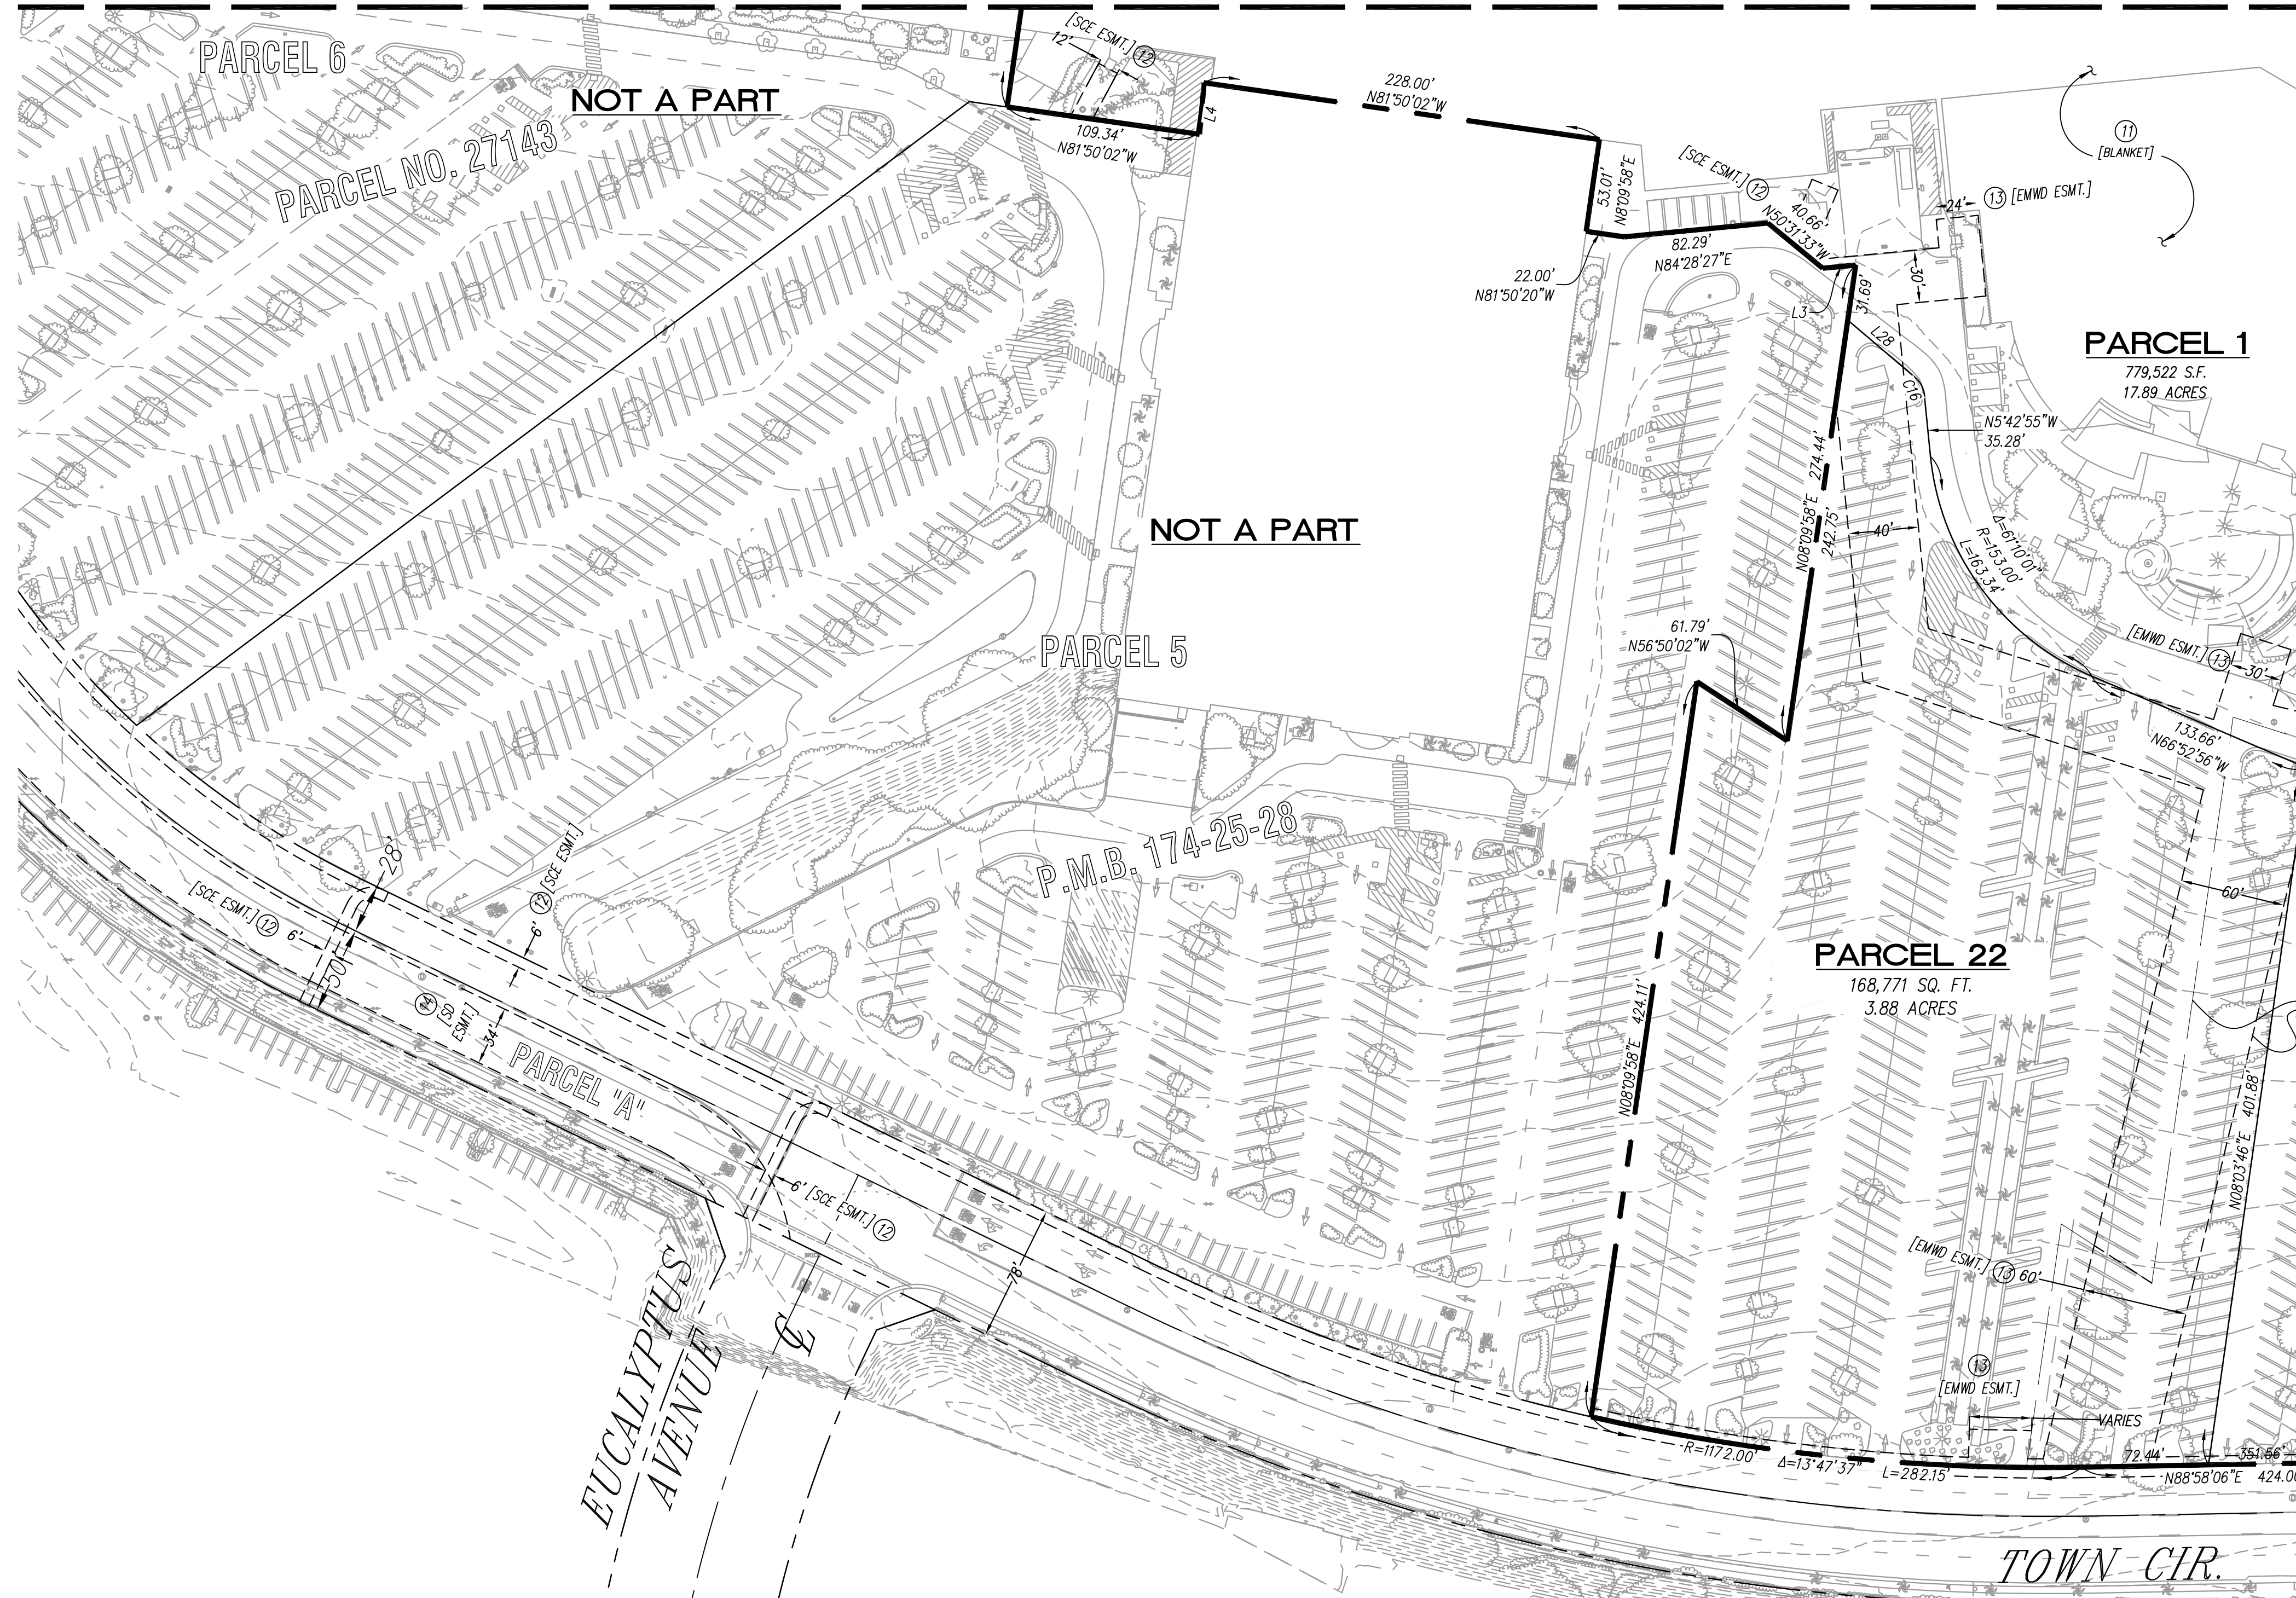 PARCEL 6
NOT A PART
PARCEL NO. 27143
[SCE ESMT.] 12
12'
109.34'
N81°50'02"W
L4
228.00'
N81°50'02"W
53.01'
N8°09'58"E
22.00'
N81°50'20"W
[SCE ESMT.] 12
40.66'
N50°31'33"W
82.29'
N84°28'27"E
L3
31.69'
24'
13 [EMWD ESMT.]
30'
11
[BLANKET]
PARCEL 1
779,522 S.F.
17.89 ACRES
L28
C16
N5°42'55"W
35.28'
N08°09'58"E 274.44'
242.75'
40'
Δ=61°10'01"
R=153.00'
L=163.34'
NOT A PART
PARCEL 5
61.79'
N56°50'02"W
[EMWD ESMT.] 13
30'
133.66'
N66°52'56"W
P.M.B. 174-25-28
60'
PARCEL 22
168,771 SQ. FT.
3.88 ACRES
N08°09'58"E 424.11'
N08°03'46"E 401.88'
28'
50'
[SCE ESMT.] 12 6'
12 [SCE ESMT.]
6'
14 [SD
ESMT.]
34'
PARCEL "A"
6' [SCE ESMT.] 12
78'
EUCALYPTUS
AVENUE
CL
[EMWD ESMT.] 13 60'
13
[EMWD ESMT.]
VARIES
R=1172.00'
Δ=13°47'37"
L=282.15'
72.44'
351.56'
N88°58'06"E
TOWN CIR.